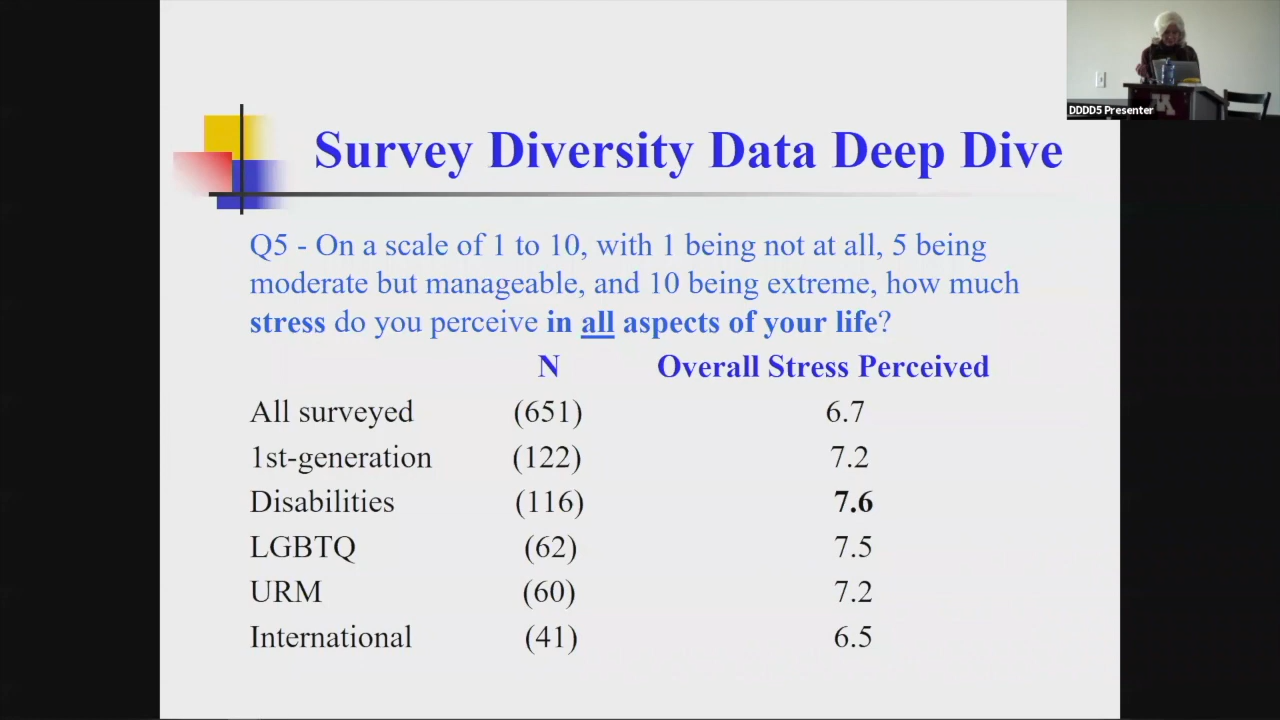 DDDD5 Presenter
Survey Diversity Data Deep Dive
Q5 - On a scale of 1 to 10, with 1 being not at all, 5 being
moderate but manageable, and 10 being extreme, how much
stress do you perceive in all aspects of your life?
N Overall Stress Perceived
All surveyed (651) 6.7
1st-generation (122) 7.2
Disabilities (116) 7.6
LGBTQ (62) 7.5
URM (60) 7.2
International (41) 6.5